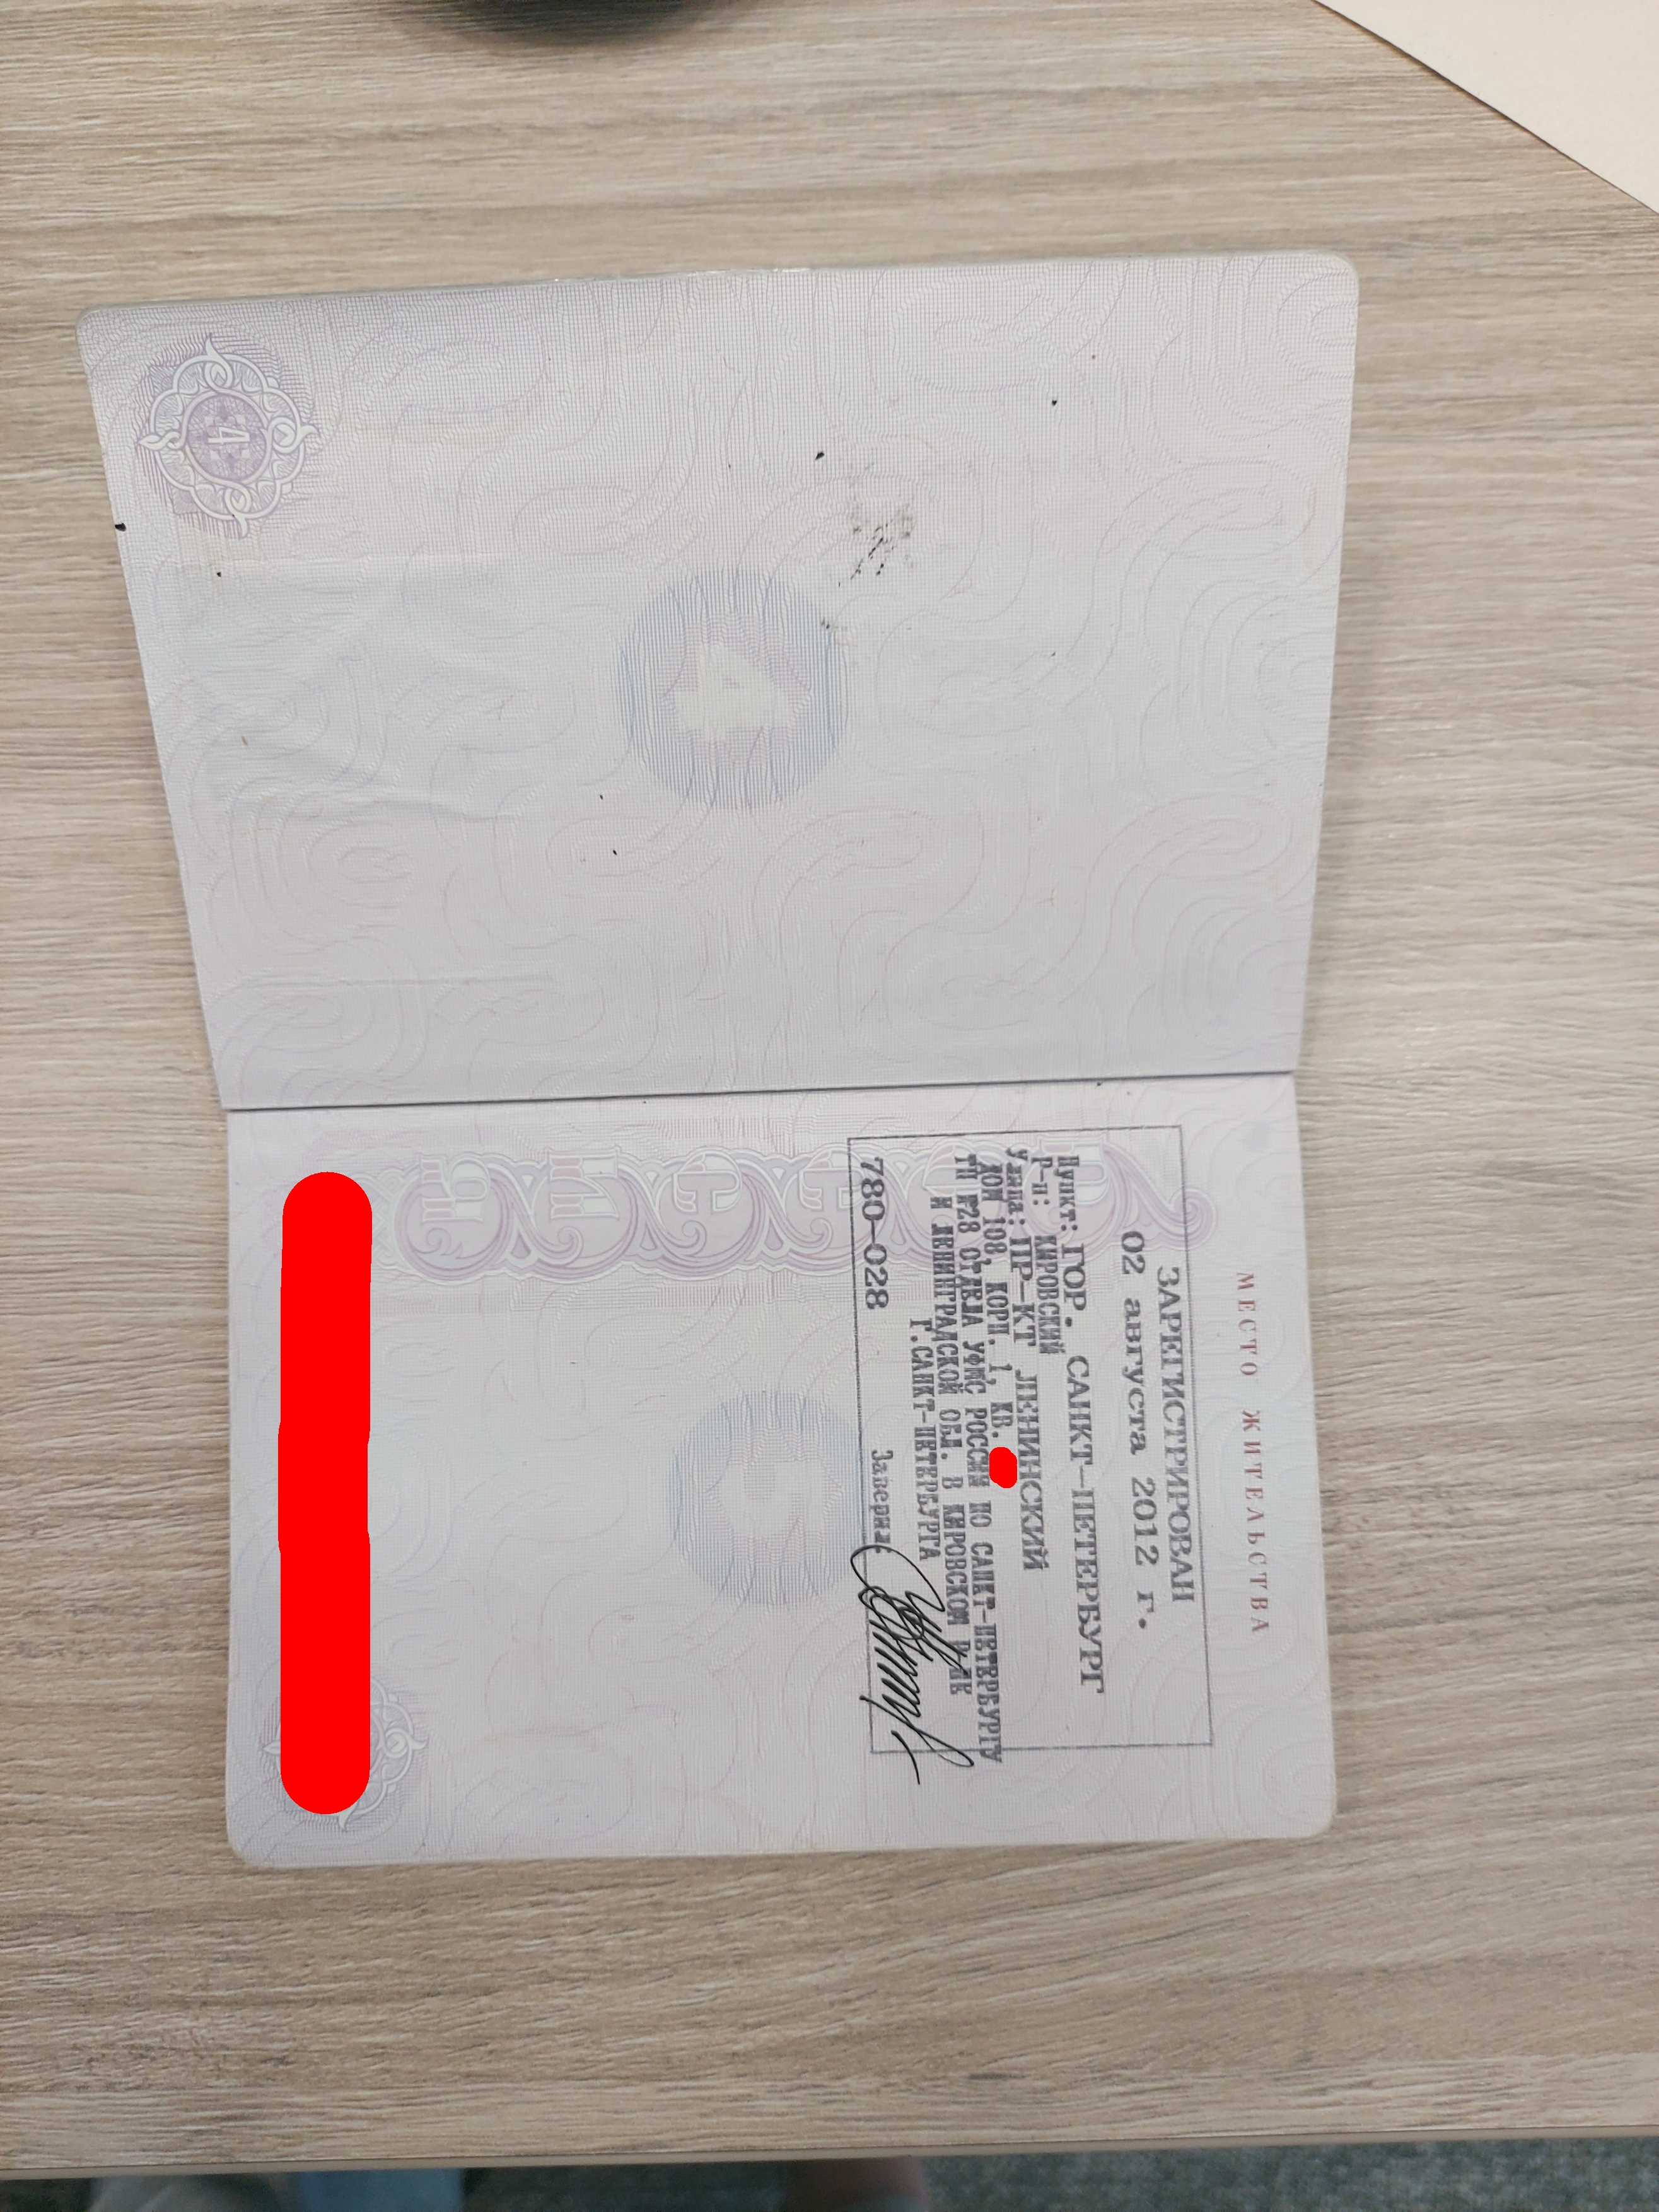 4
4
МЕСТО ЖИТЕЛЬСТВА
ЗАРЕГИСТРИРОВАН
02 августа 2012 г.
Пункт: ГОР. САНКТ-ПЕТЕРБУРГ
Р-н: КИРОВСКИЙ
Улица: ПР-КТ ЛЕНИНСКИЙ
ДОМ 108, КОРП. 1, КВ.
ТП №28 ОТДЕЛА УФМС РОССИИ ПО САНКТ-ПЕТЕРБУРГУ
И ЛЕНИНГРАДСКОЙ ОБЛ. В КИРОВСКОМ Р-НЕ
Г.САНКТ-ПЕТЕРБУРГА
780-028 Заверил